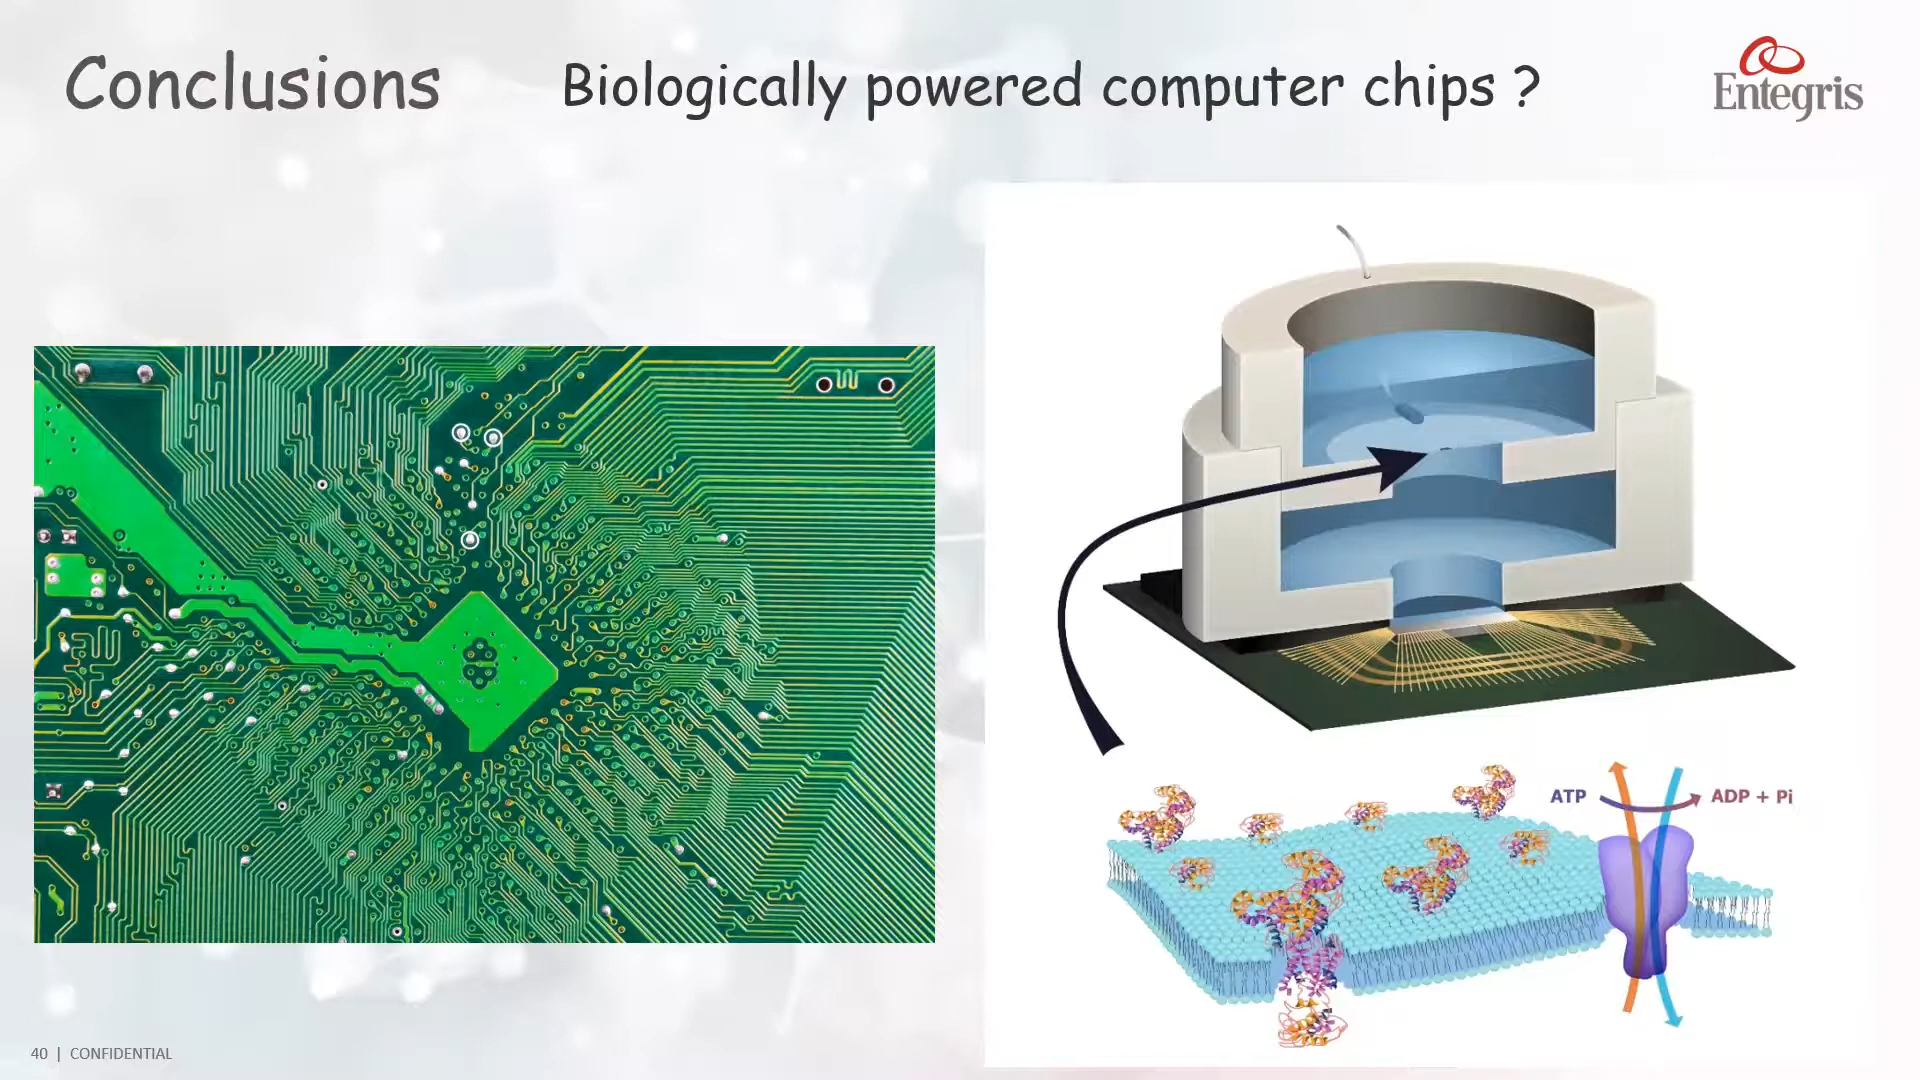 Conclusions
Biologically powered computer chips ?
Entegris
ATP
ADP + Pi
40 | CONFIDENTIAL